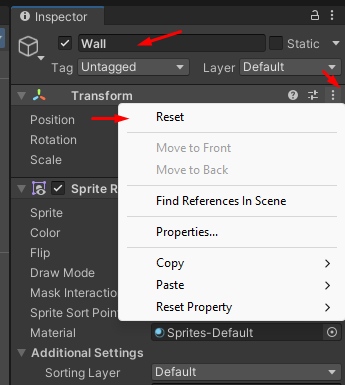 Inspector
Wall
Static
Tag Untagged Layer Default
Transform
Position
Rotation
Scale
Reset
Move to Front
Move to Back
Find References In Scene
Properties...
Copy
Paste
Reset Property
Sprite R
Sprite
Color
Flip
Draw Mode
Mask Interactio
Sprite Sort Poin
Material Sprites-Default
Additional Settings
Sorting Layer Default